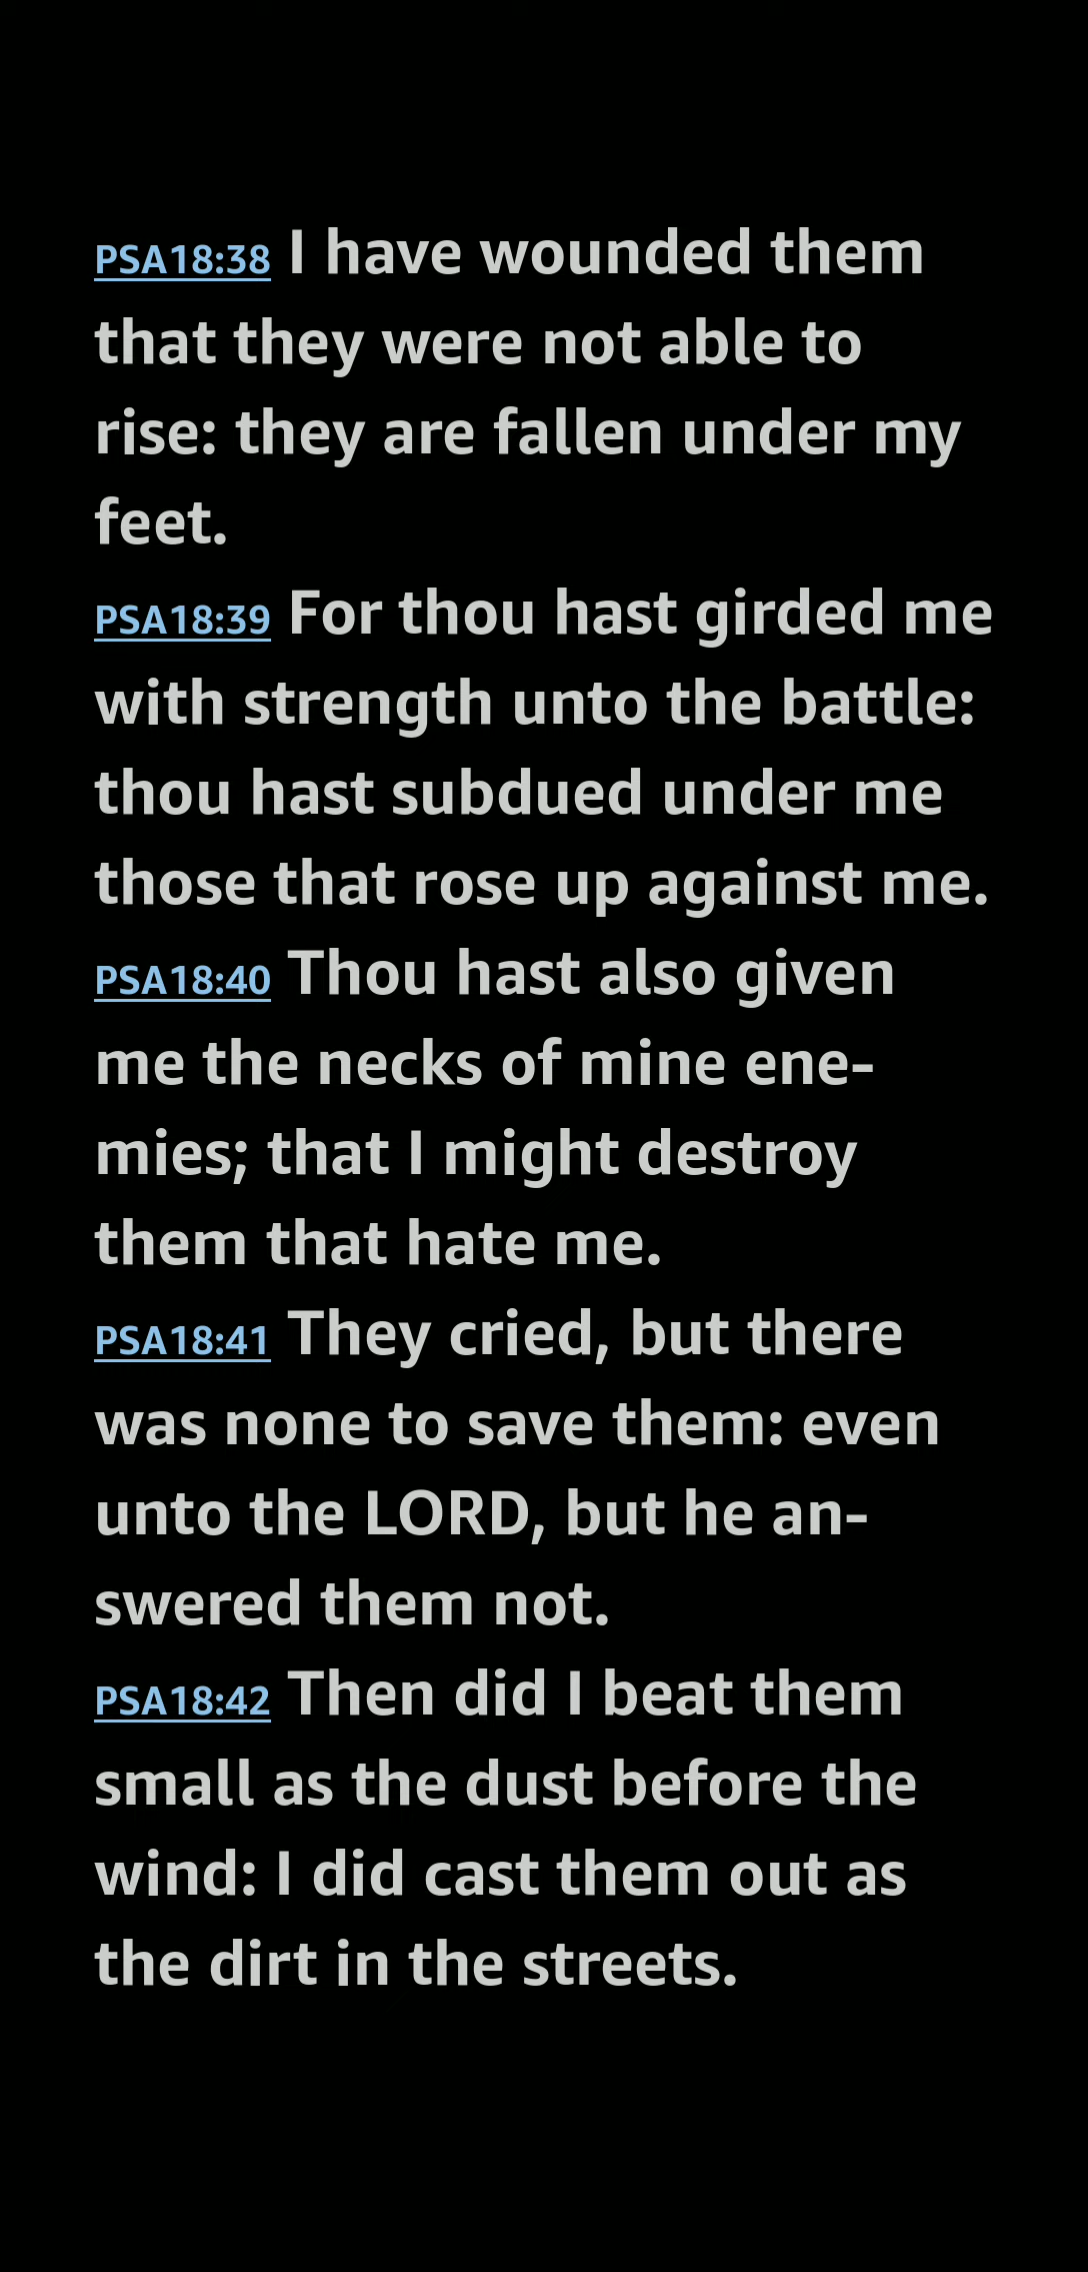 PSA18:38 I have wounded them
that they were not able to
rise: they are fallen under my
feet.
PSA18:39 For thou hast girded me
with strength unto the battle:
thou hast subdued under me
those that rose up against me.
PSA18:40 Thou hast also given
me the necks of mine ene-
mies; that I might destroy
them that hate me.
PSA18:41 They cried, but there
was none to save them: even
unto the LORD, but he an-
swered them not.
PSA18:42 Then did I beat them
small as the dust before the
wind: I did cast them out as
the dirt in the streets.